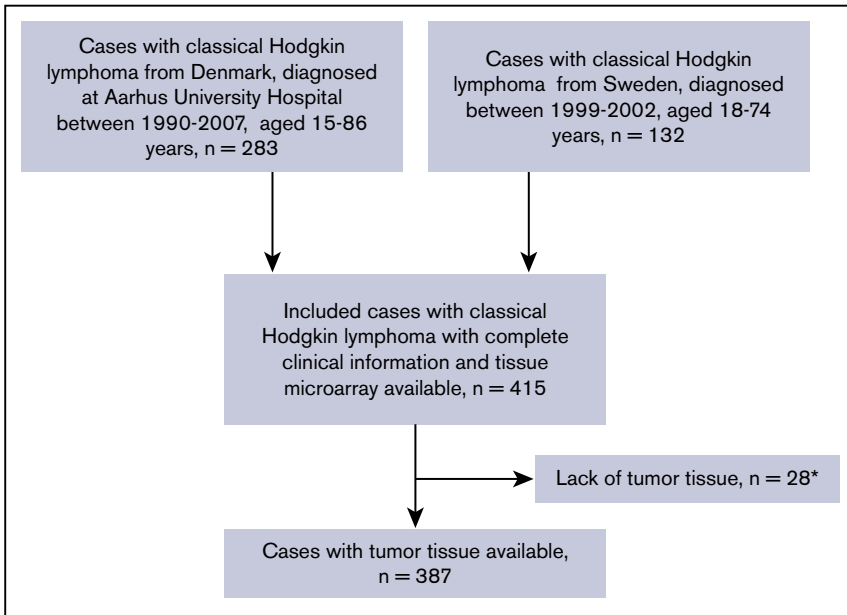 Cases with classical Hodgkin
lymphoma from Denmark, diagnosed
at Aarhus University Hospital
between 1990-2007, aged 15-86
years, n = 283
Cases with classical Hodgkin
lymphoma from Sweden, diagnosed
between 1999-2002, aged 18-74
years, n = 132
Included cases with classical
Hodgkin lymphoma with complete
clinical information and tissue
microarray available, n = 415
Lack of tumor tissue, n = 28*
Cases with tumor tissue available,
n = 387